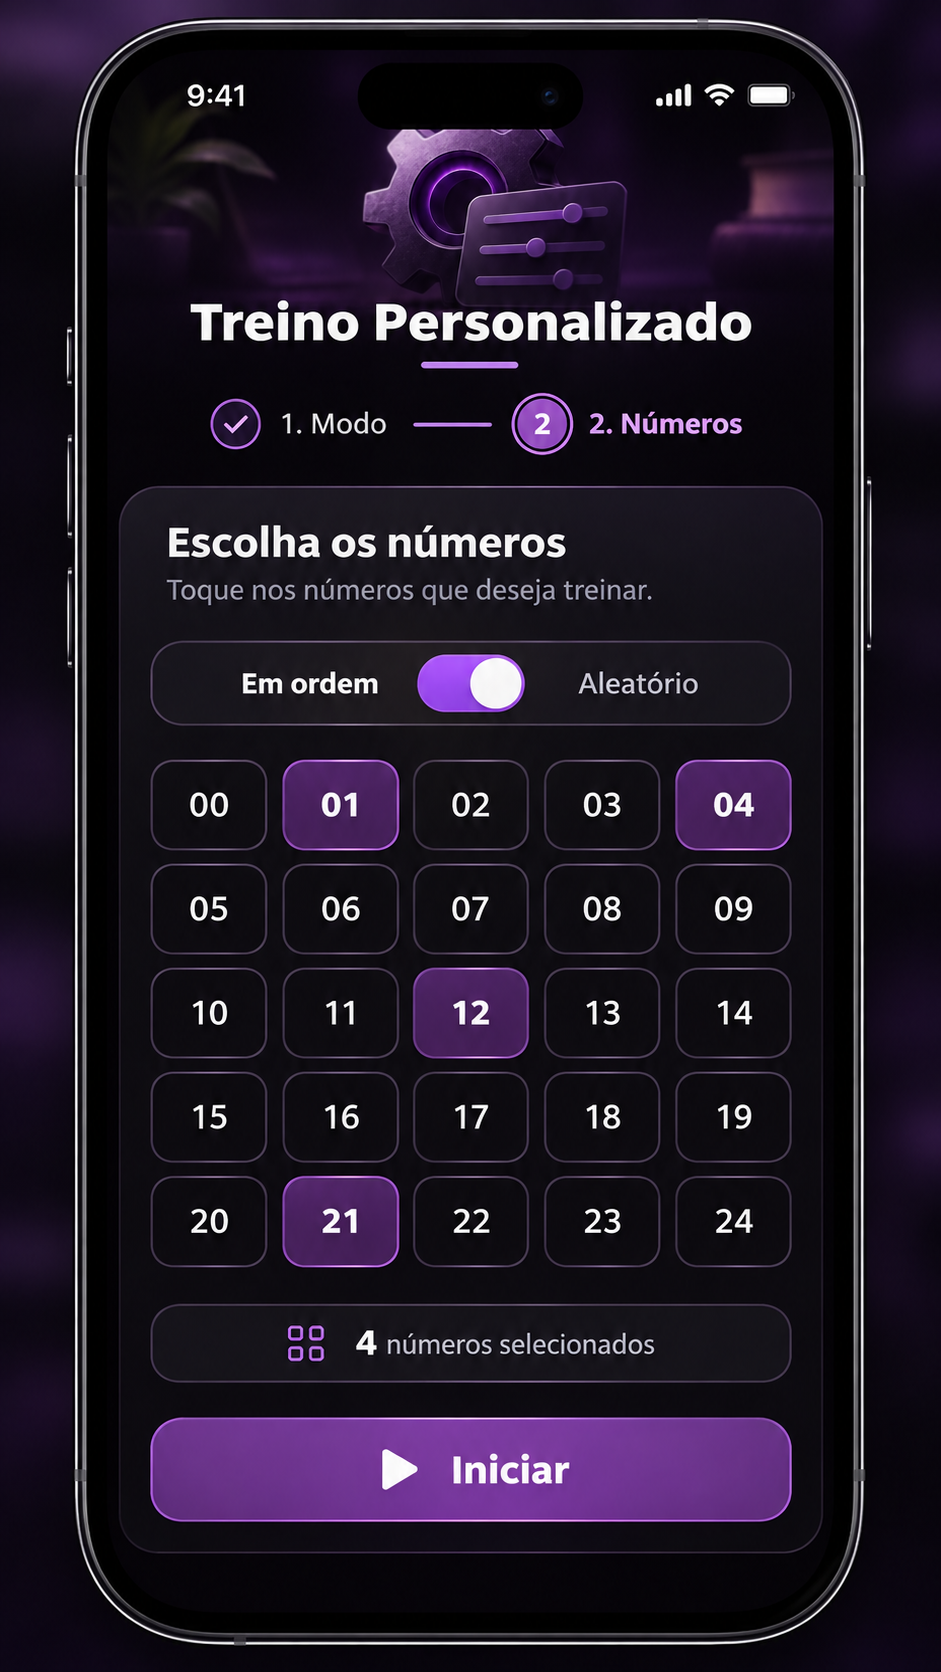 9:41
Treino Personalizado
1. Modo 2 2. Números
Escolha os números
Toque nos números que deseja treinar.
Em ordem Aleatório
00 01 02 03 04
05 06 07 08 09
10 11 12 13 14
15 16 17 18 19
20 21 22 23 24
4 números selecionados
Iniciar